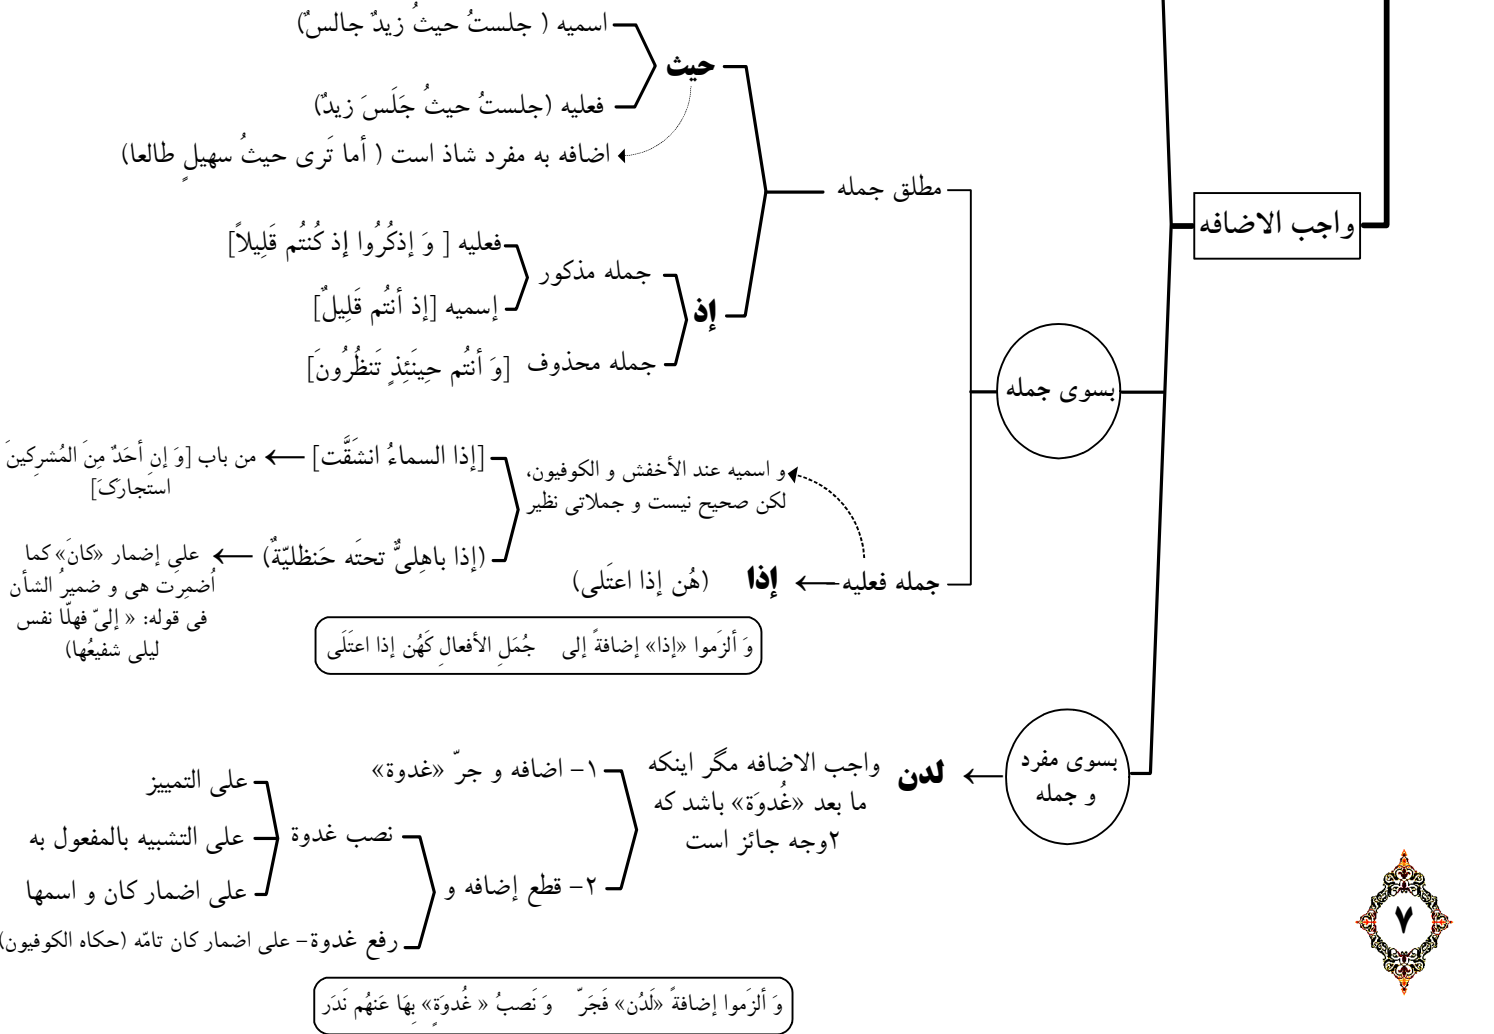 واجب الاضافه
بسوی جمله
مطلق جمله
حیث
اسمیه ( جلستُ حیثُ زیدٌ جالسٌ)
فعلیه (جلستُ حیثُ جَلَسَ زیدٌ)
اضافه به مفرد شاذ است ( أما تَری حیثُ سهیلٍ طالعا)
إذ
جمله مذکور
فعلیه [ وَ إذکُرُوا إذ کُنتُم قَلِیلاً]
إسمیه [إذ أنتُم قَلِیلٌ]
جمله محذوف [وَ أنتُم حِینَئِذٍ تَنظُرُونَ]
جمله فعلیه
إذا
(هُن إذا اعتَلی)
و اسمیه عند الأخفش و الکوفیون،
لکن صحیح نیست و جملاتی نظیر
[إذا السماءُ انشَقَّت]
من باب [وَ إنِ أحَدٌ مِنَ المُشرِکینَ
استَجارَکَ]
(إذا باهِلیٌّ تحتَه حَنظلیّةٌ)
علی إضمار «کانَ» کما
اُضمِرَت هی و ضمیرُ الشأن
فی قوله: « إلیّ فهلّا نفس
لیلی شفیعُها)
وَ ألزَموا «إذا» إضافةً إلی جُمَلِ الأفعالِ کَهُن إذا اعتَلَی
بسوی مفرد
و جمله
لدن
واجب الاضافه مگر اینکه
ما بعد «غُدوَة» باشد که
۲وجه جائز است
۱- اضافه و جرّ «غدوة»
۲- قطع إضافه و
نصب غدوة
علی التمییز
علی التشبیه بالمفعول به
علی اضمار کان و اسمها
رفع غدوة- علی اضمار کان تامّه (حکاه الکوفیون)
وَ ألزَموا إضافةً «لَدُن» فَجَرّ وَ نَصبُ « غُدوَةٍ» بِهَا عَنهُم نَدَر
۷